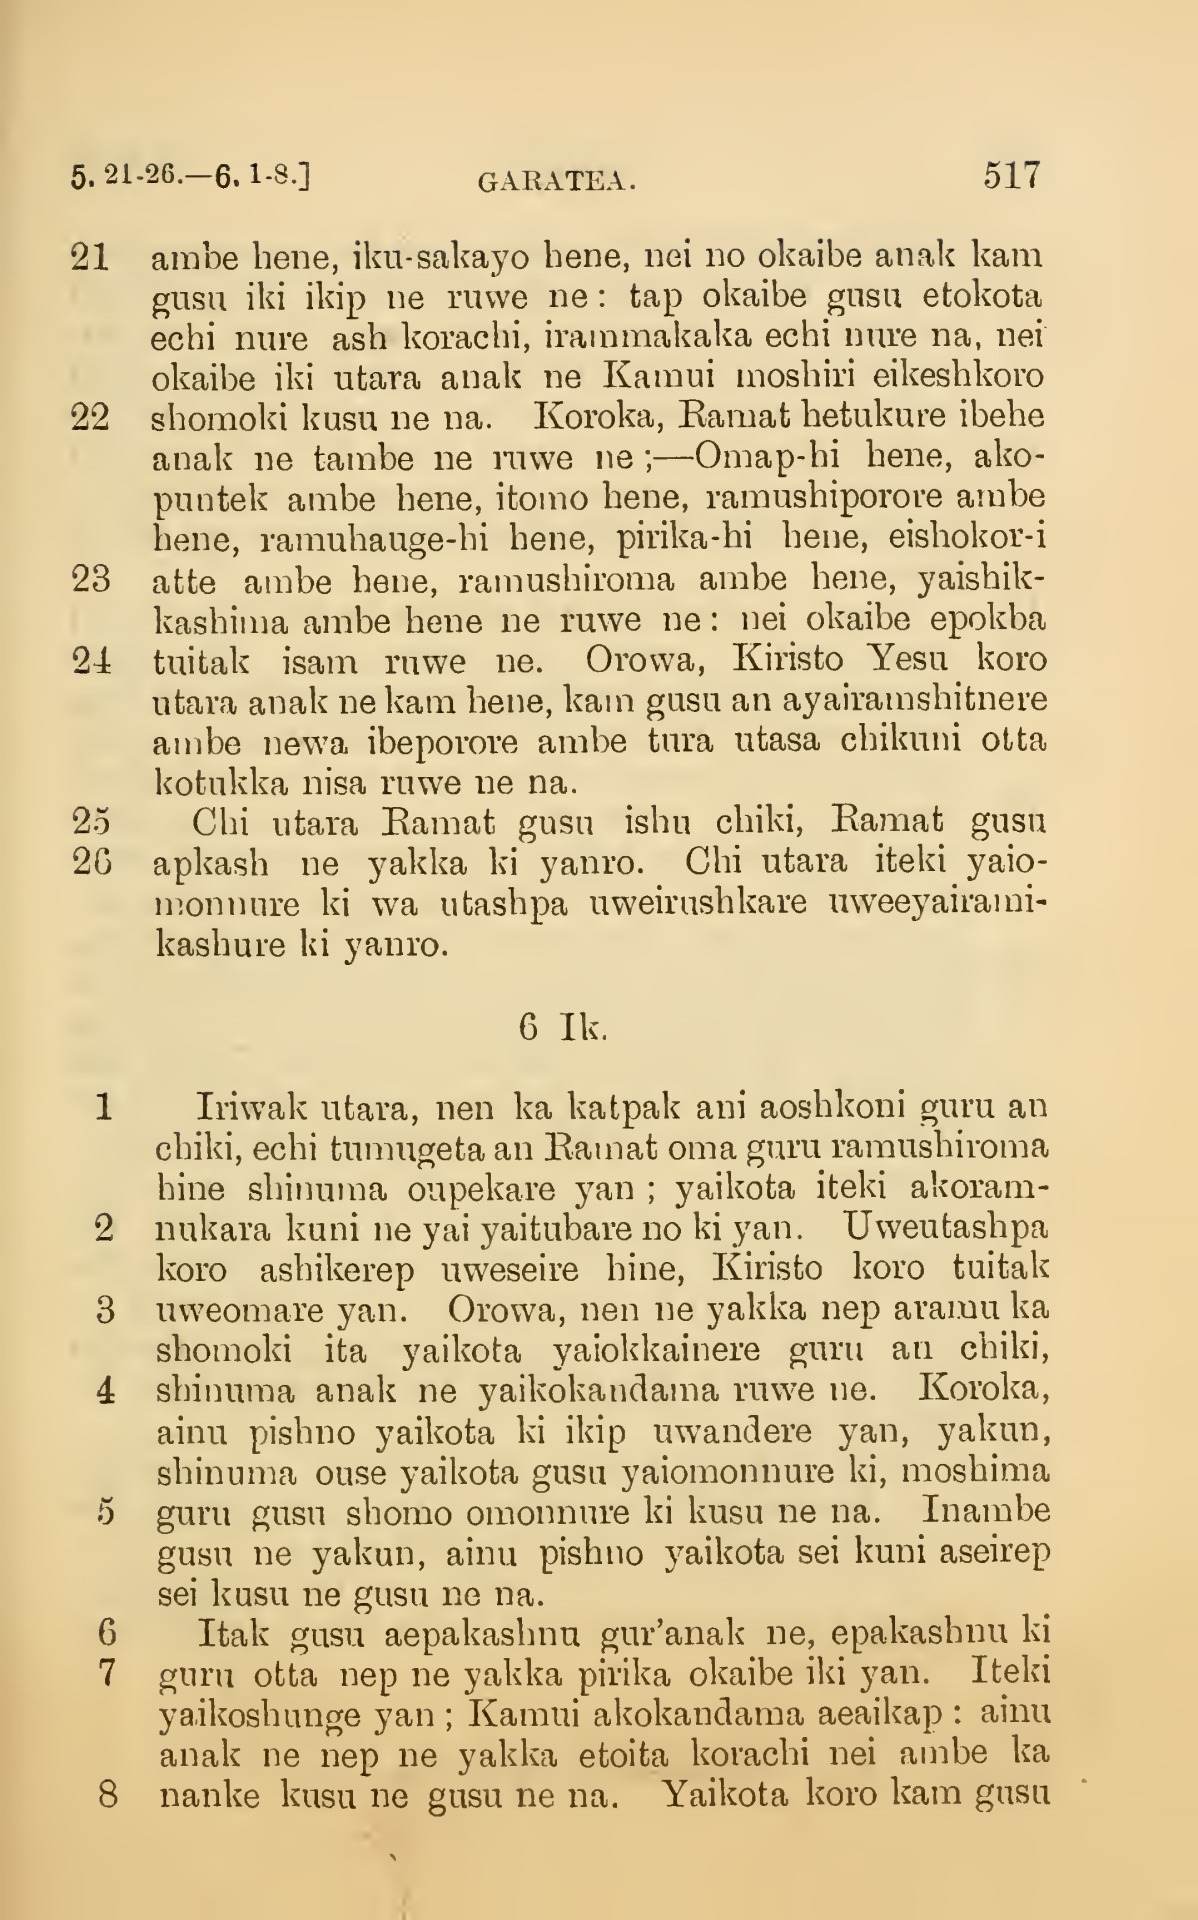 5. 21-26.—6. 1-8.] GARATEA. 517
21 ambe hene, iku-sakayo hene, nei no okaibe anak kam
gusu iki ikip ne ruwe ne : tap okaibe gusu etokota
echi nure ash korachi, irammakaka echi nure na, nei
okaibe iki utara anak ne Kamui moshiri eikeshkoro
22 shomoki kusu ne na. Koroka, Ramat hetukure ibehe
anak ne tambe ne ruwe ne ;—Omap-hi hene, ako-
puntek ambe hene, itomo hene, ramushiporore ambe
hene, ramuhauge-hi hene, pirika-hi hene, eishokor-i
23 atte ambe hene, ramushiroma ambe hene, yaishik-
kashima ambe hene ne ruwe ne : nei okaibe epokba
24 tuitak isam ruwe ne. Orowa, Kiristo Yesu koro
utara anak ne kam hene, kam gusu an ayairamshitnere
ambe newa ibeporore ambe tura utasa chikuni otta
kotukka nisa ruwe ne na.
25 Chi utara Ramat gusu ishu chiki, Ramat gusu
26 apkash ne yakka ki yanro. Chi utara iteki yaio-
monnure ki wa utashpa uweirushkare uweeyairami-
kashure ki yanro.
6 Ik.
1 Iriwak utara, nen ka katpak ani aoshkoni guru an
chiki, echi tumugeta an Ramat oma guru ramushiroma
hine shinuma oupekare yan ; yaikota iteki akoram-
2 nukara kuni ne yai yaitubare no ki yan. Uweutashpa
koro ashikerep uweseire hine, Kiristo koro tuitak
3 uweomare yan. Orowa, nen ne yakka nep aramu ka
shomoki ita yaikota yaiokkainere guru an chiki,
4 shinuma anak ne yaikokandama ruwe ne. Koroka,
ainu pishno yaikota ki ikip uwandere yan, yakun,
shinuma ouse yaikota gusu yaiomonnure ki, moshima
5 guru gusu shomo omonnure ki kusu ne na. Inambe
gusu ne yakun, ainu pishno yaikota sei kuni aseirep
sei kusu ne gusu ne na.
6 Itak gusu aepakashnu gur'anak ne, epakashnu ki
7 guru otta nep ne yakka pirika okaibe iki yan. Iteki
yaikoshunge yan ; Kamui akokandama aeaikap : ainu
anak ne nep ne yakka etoita korachi nei ambe ka
8 nanke kusu ne gusu ne na. Yaikota koro kam gusu